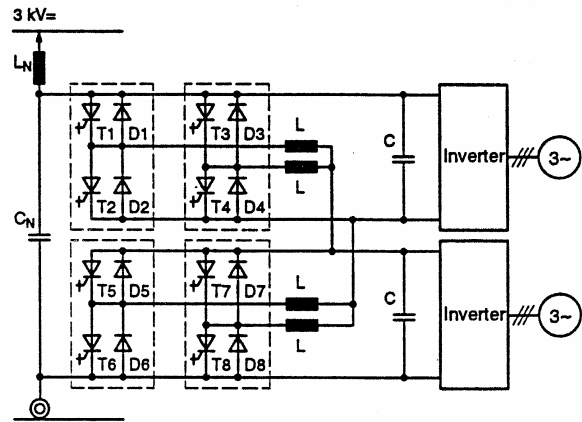 3 kV=
L_N
T1 D1 T3 D3
L
L
C
Inverter
3~
T2 D2 T4 D4
C_N
T5 D5 T7 D7
L
L
C
Inverter
3~
T6 D6 T8 D8